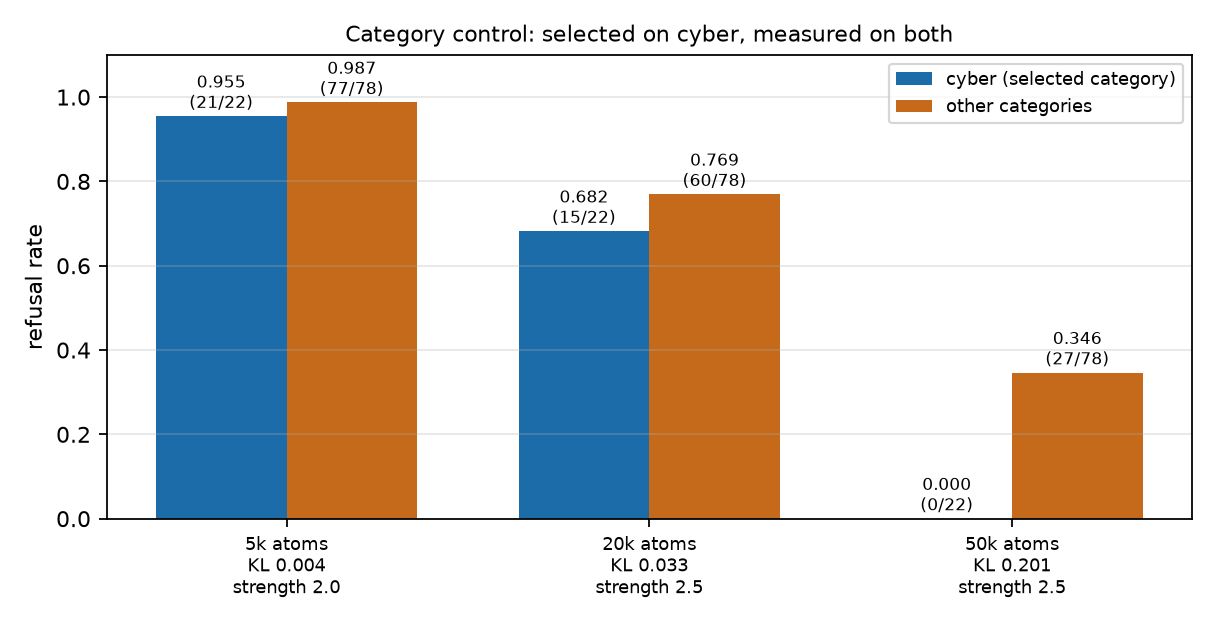 Category control: selected on cyber, measured on both
cyber (selected category)
other categories
refusal rate
1.0
0.8
0.6
0.4
0.2
0.0
0.955
(21/22)
0.987
(77/78)
0.682
(15/22)
0.769
(60/78)
0.000
(0/22)
0.346
(27/78)
5k atoms
KL 0.004
strength 2.0
20k atoms
KL 0.033
strength 2.5
50k atoms
KL 0.201
strength 2.5